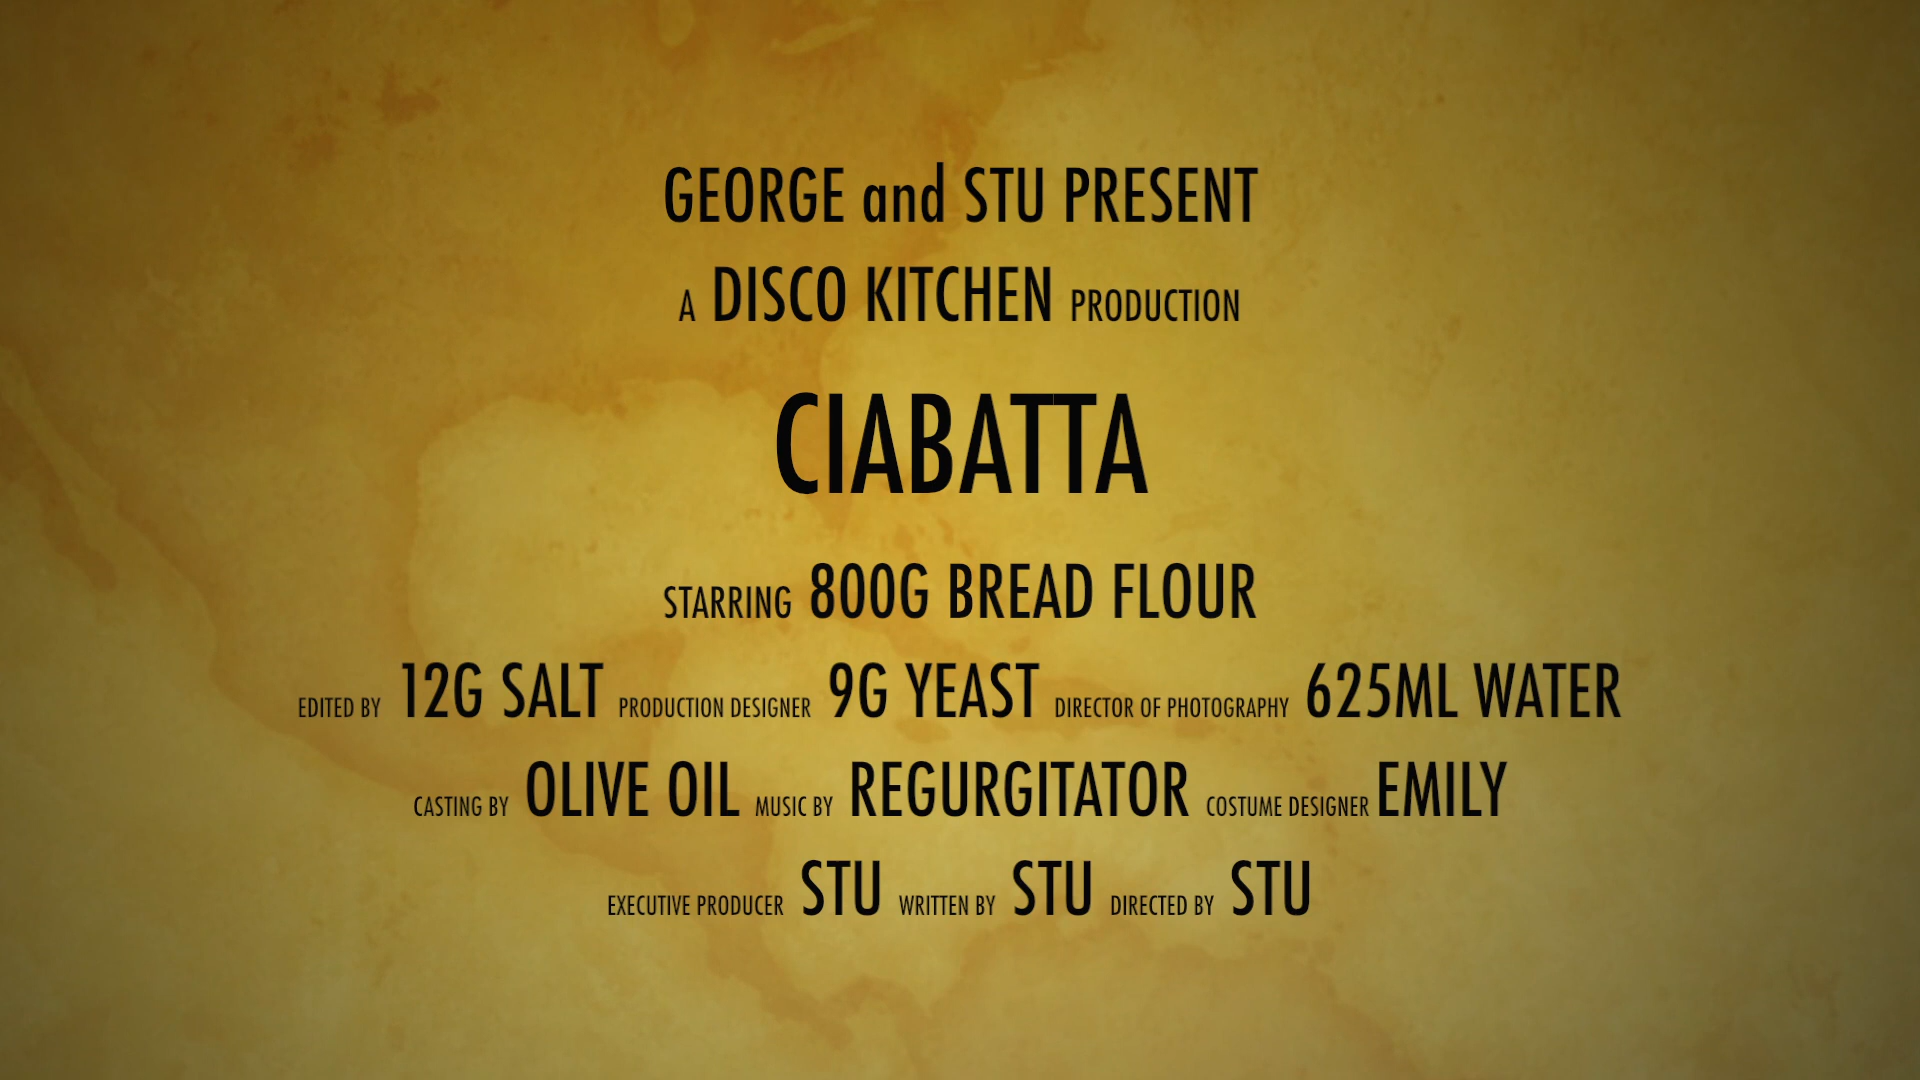 GEORGE and STU PRESENT
A DISCO KITCHEN PRODUCTION
CIABATTA
STARRING 800G BREAD FLOUR
EDITED BY 12G SALT PRODUCTION DESIGNER 9G YEAST DIRECTOR OF PHOTOGRAPHY 625ML WATER
CASTING BY OLIVE OIL MUSIC BY REGURGITATOR COSTUME DESIGNER EMILY
EXECUTIVE PRODUCER STU WRITTEN BY STU DIRECTED BY STU